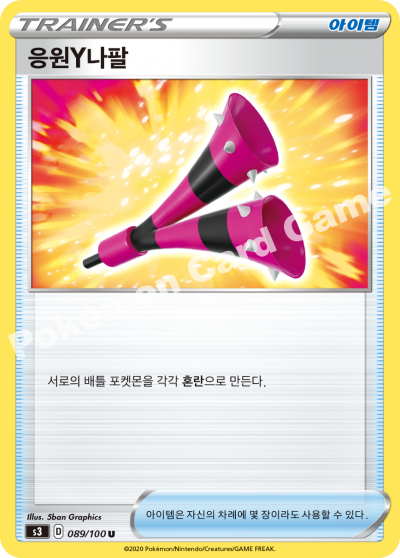 TRAINER'S
아이템
응원Y나팔
Pokémon Card Game
서로의 배틀 포켓몬을 각각 혼란으로 만든다.
Illus. 5ban Graphics
s3 D 089/100 U
아이템은 자신의 차례에 몇 장이라도 사용할 수 있다.
©2020 Pokémon/Nintendo/Creatures/GAME FREAK.